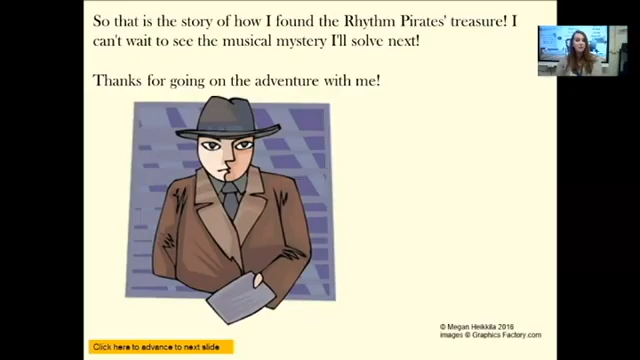 So that is the story of how I found the Rhythm Pirates' treasure! I
can't wait to see the musical mystery I'll solve next!
Thanks for going on the adventure with me!
© Megan Heikkila 2016
images © Graphics Factory.com
Click here to advance to next slide